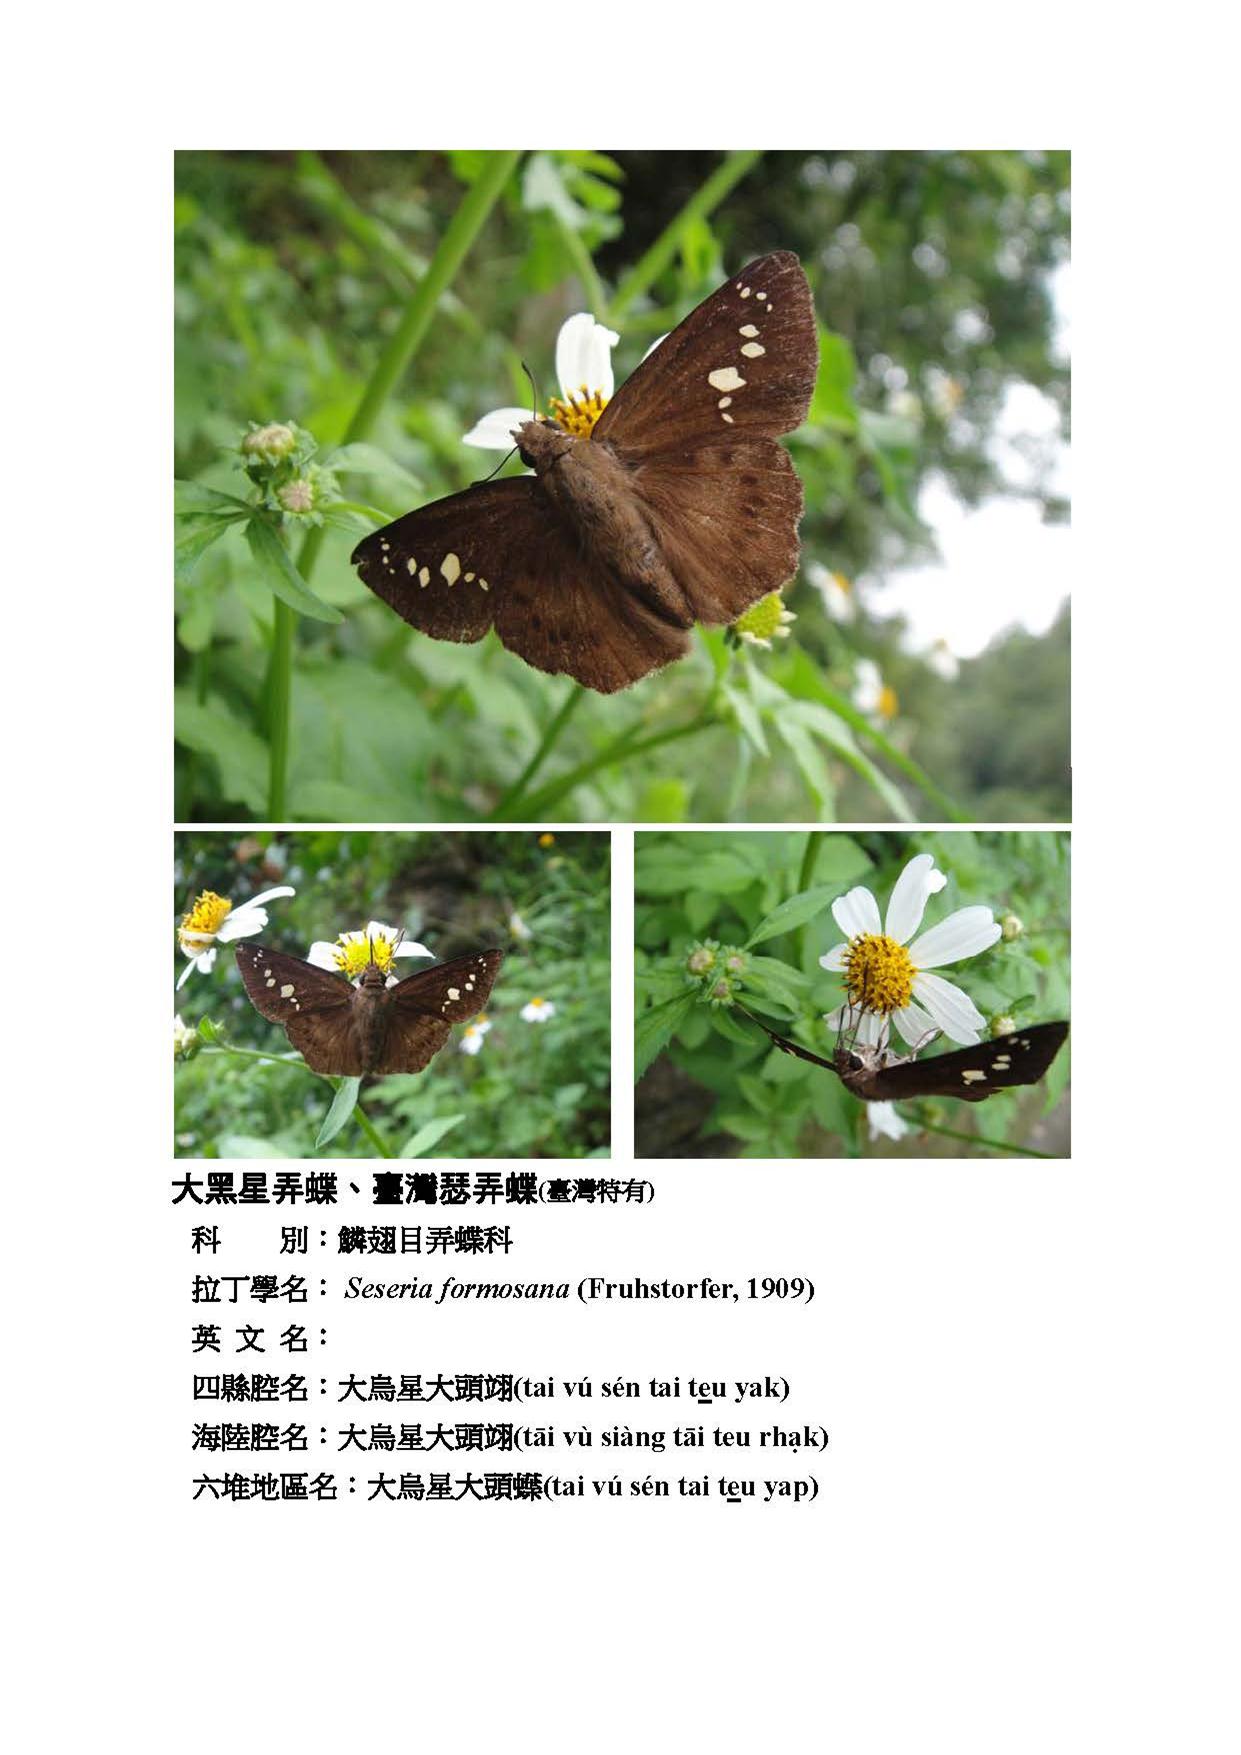 大黑星弄蝶、臺灣瑟弄蝶(臺灣特有)
科　　別：鱗翅目弄蝶科
拉丁學名： Seseria formosana (Fruhstorfer, 1909)
英 文 名：
四縣腔名：大烏星大頭翊(tai vú sén tai teu yak)
海陸腔名：大烏星大頭翊(tāi vù siàng tāi teu rha̤k)
六堆地區名：大烏星大頭蝶(tai vú sén tai teu yap)